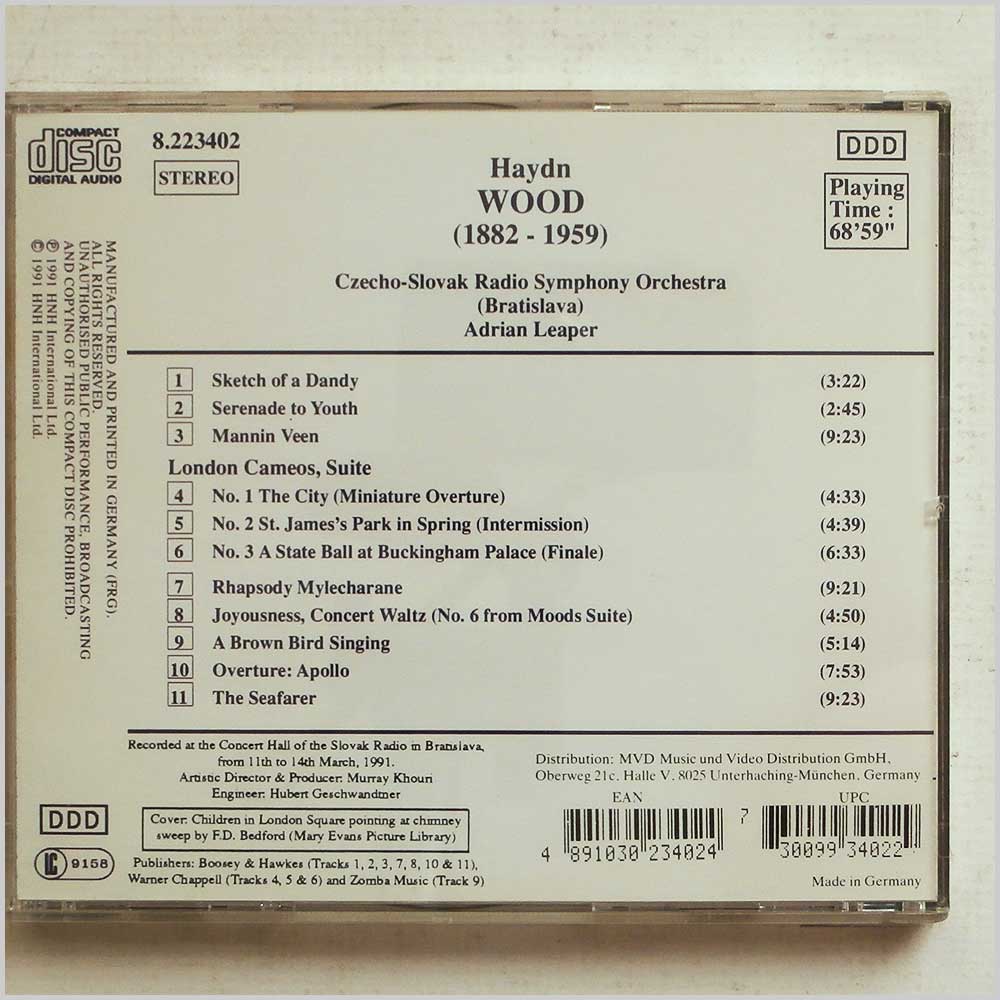 COMPACT
disc
DIGITAL AUDIO
8.223402
STEREO
DDD
Playing
Time :
68'59"
Haydn
WOOD
(1882 - 1959)
Czecho-Slovak Radio Symphony Orchestra
(Bratislava)
Adrian Leaper
1 Sketch of a Dandy (3:22)
2 Serenade to Youth (2:45)
3 Mannin Veen (9:23)
London Cameos, Suite
4 No. 1 The City (Miniature Overture) (4:33)
5 No. 2 St. James's Park in Spring (Intermission) (4:39)
6 No. 3 A State Ball at Buckingham Palace (Finale) (6:33)
7 Rhapsody Mylecharane (9:21)
8 Joyousness, Concert Waltz (No. 6 from Moods Suite) (4:50)
9 A Brown Bird Singing (5:14)
10 Overture: Apollo (7:53)
11 The Seafarer (9:23)
MANUFACTURED AND PRINTED IN GERMANY (FRG).
ALL RIGHTS RESERVED.
UNAUTHORISED PUBLIC PERFORMANCE, BROADCASTING
AND COPYING OF THIS COMPACT DISC PROHIBITED.
℗ 1991 HNH International Ltd.
© 1991 HNH International Ltd.
Recorded at the Concert Hall of the Slovak Radio in Bratislava,
from 11th to 14th March, 1991.
Artistic Director & Producer: Murray Khouri
Engineer: Hubert Geschwandtner
DDD
LC 9158
Cover: Children in London Square pointing at chimney
sweep by F.D. Bedford (Mary Evans Picture Library)
Publishers: Boosey & Hawkes (Tracks 1, 2, 3, 7, 8, 10 & 11),
Warner Chappell (Tracks 4, 5 & 6) and Zomba Music (Track 9)
Distribution: MVD Music und Video Distribution GmbH,
Oberweg 21c. Halle V. 8025 Unterhaching-München, Germany
EAN
4 891030 234024
UPC
7 30099 34022
Made in Germany